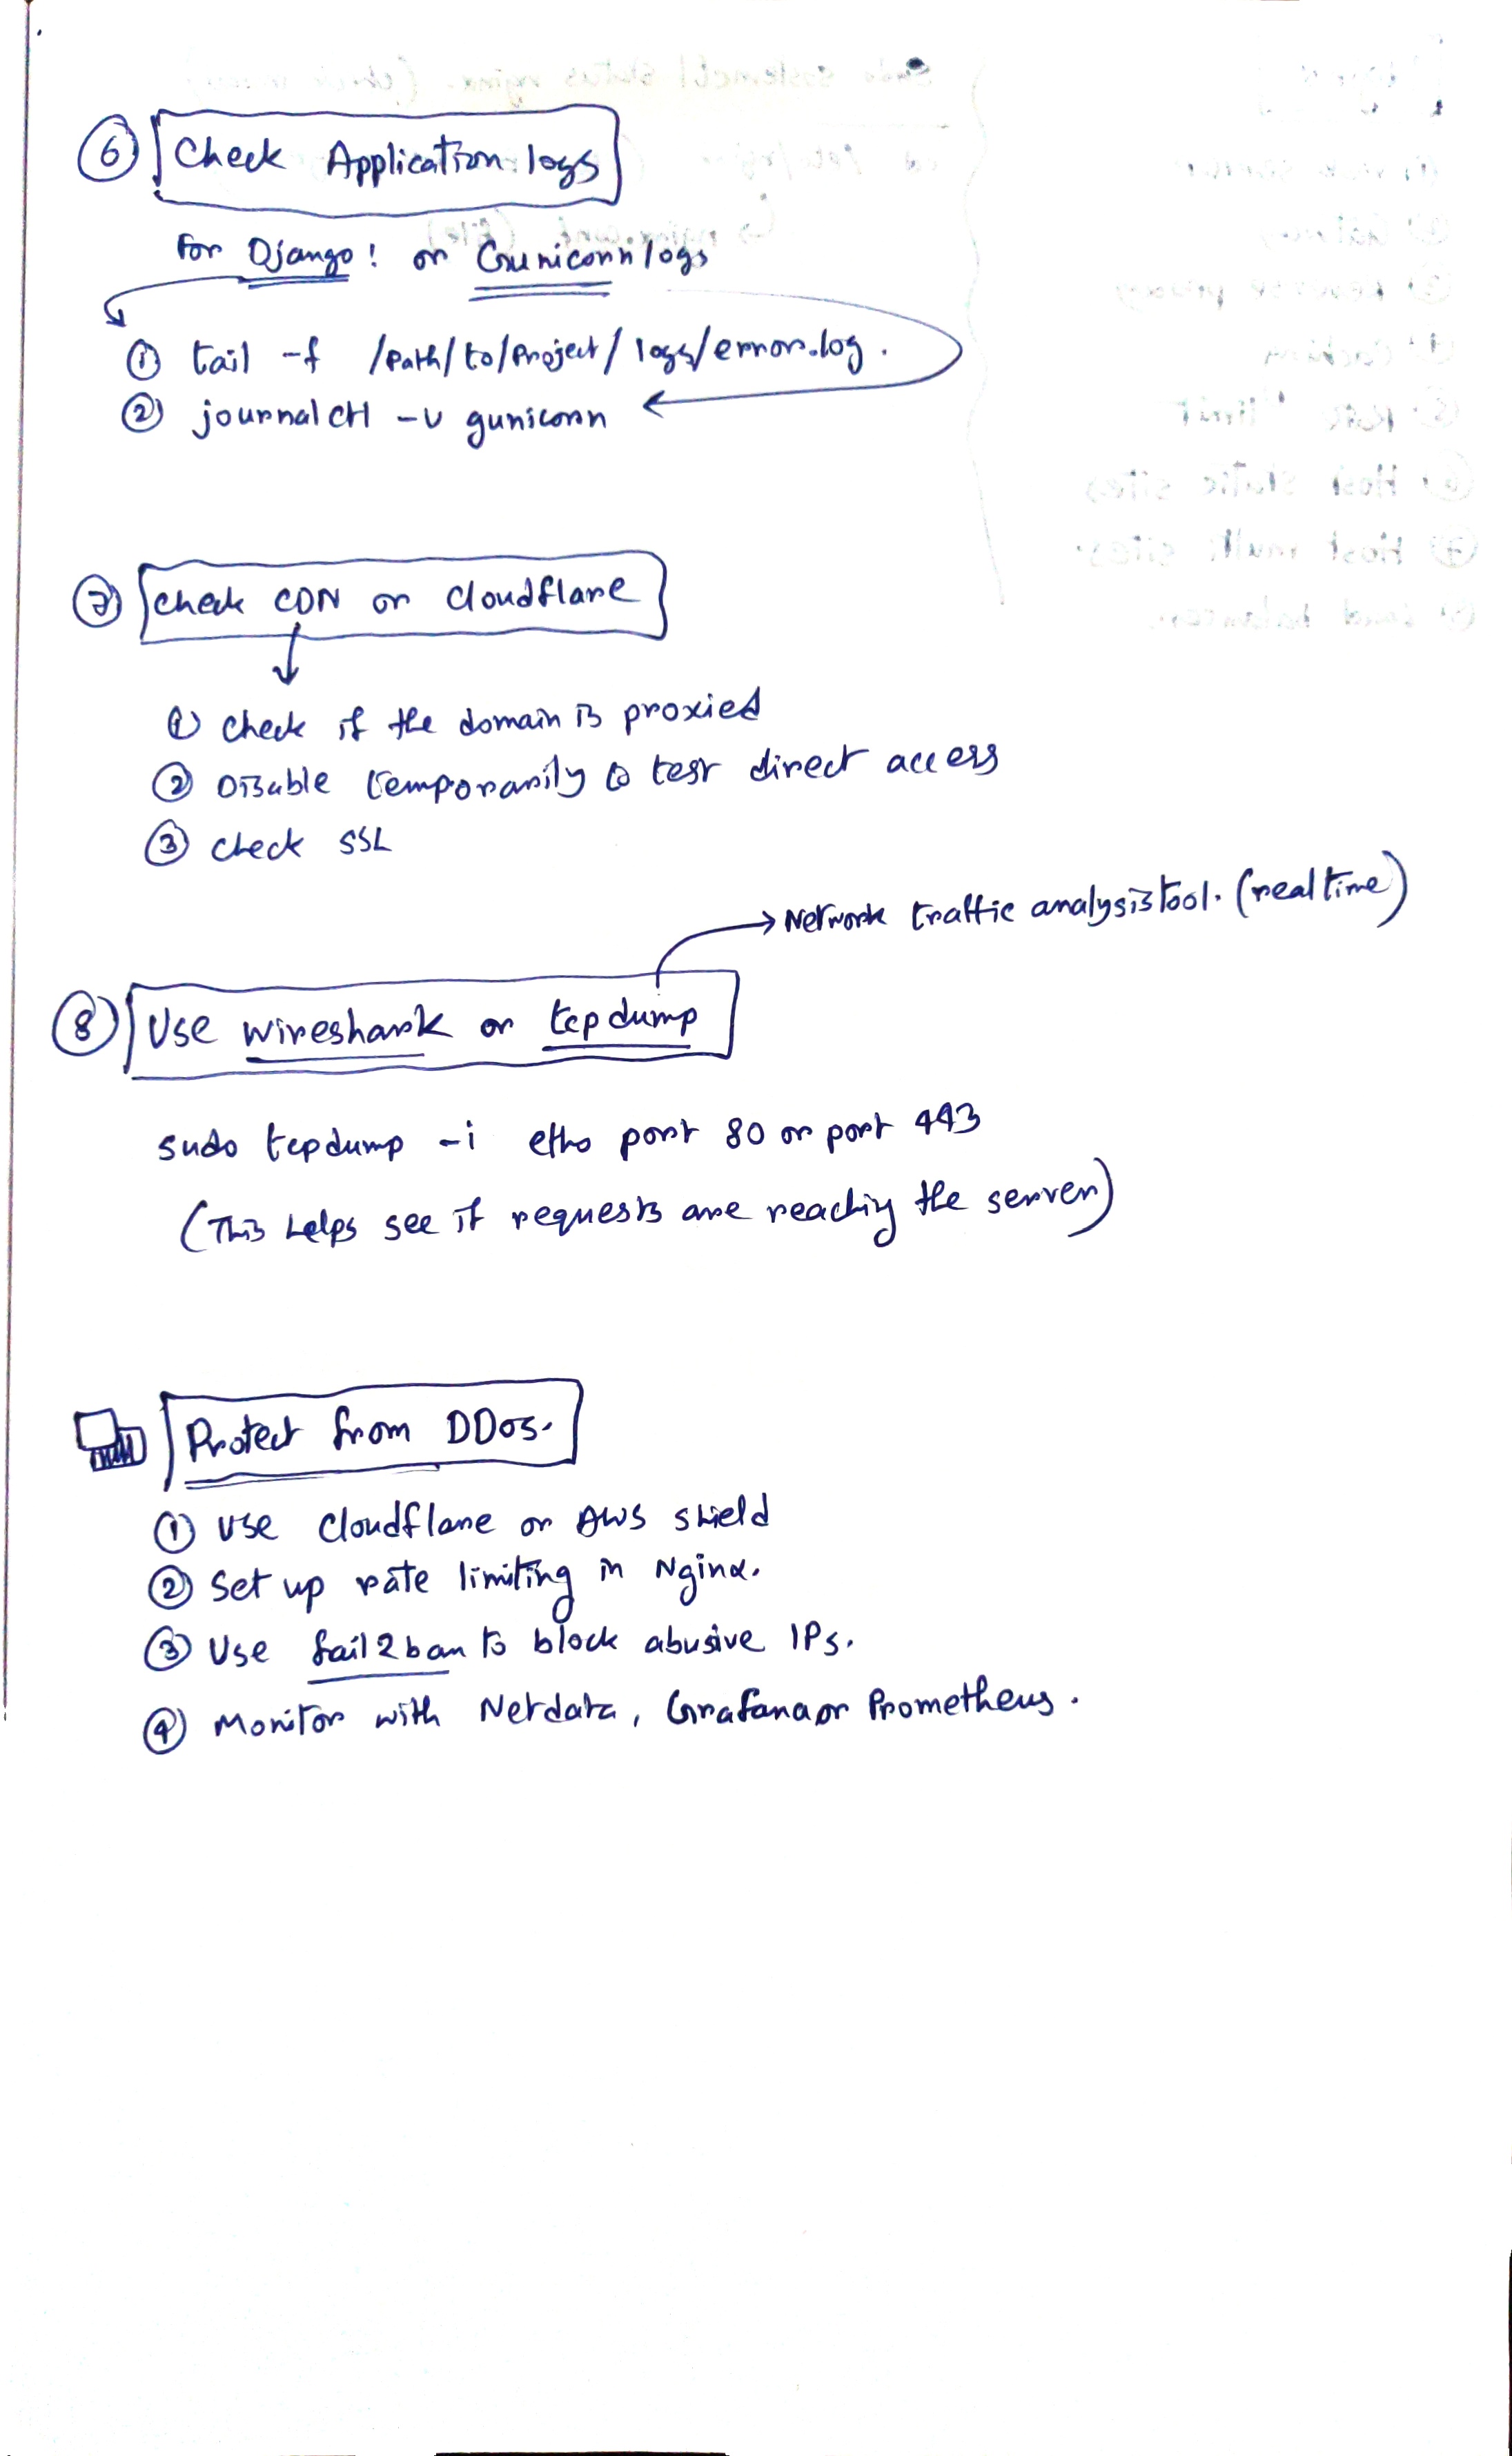 ⑥ Check Application logs
For Django! or Gunicorn logs
① tail -f /Path/to/Project/logs/error.log.
② journalctl -u gunicorn
⑦ check CDN or Cloudflare
① check if the domain is proxied
② Disable temporarily to test direct access
③ check SSL
→ Network traffic analysis tool. (real time)
⑧ Use wireshark or tcpdump
sudo tcpdump -i eth0 port 80 or port 443
(This helps see if requests are reaching the server)
Protect from DDos.
① Use Cloudflare or AWS shield
② Set up rate limiting in Nginx.
③ Use fail2ban to block abusive IPs.
④ Monitor with Netdata, Grafana or Prometheus.